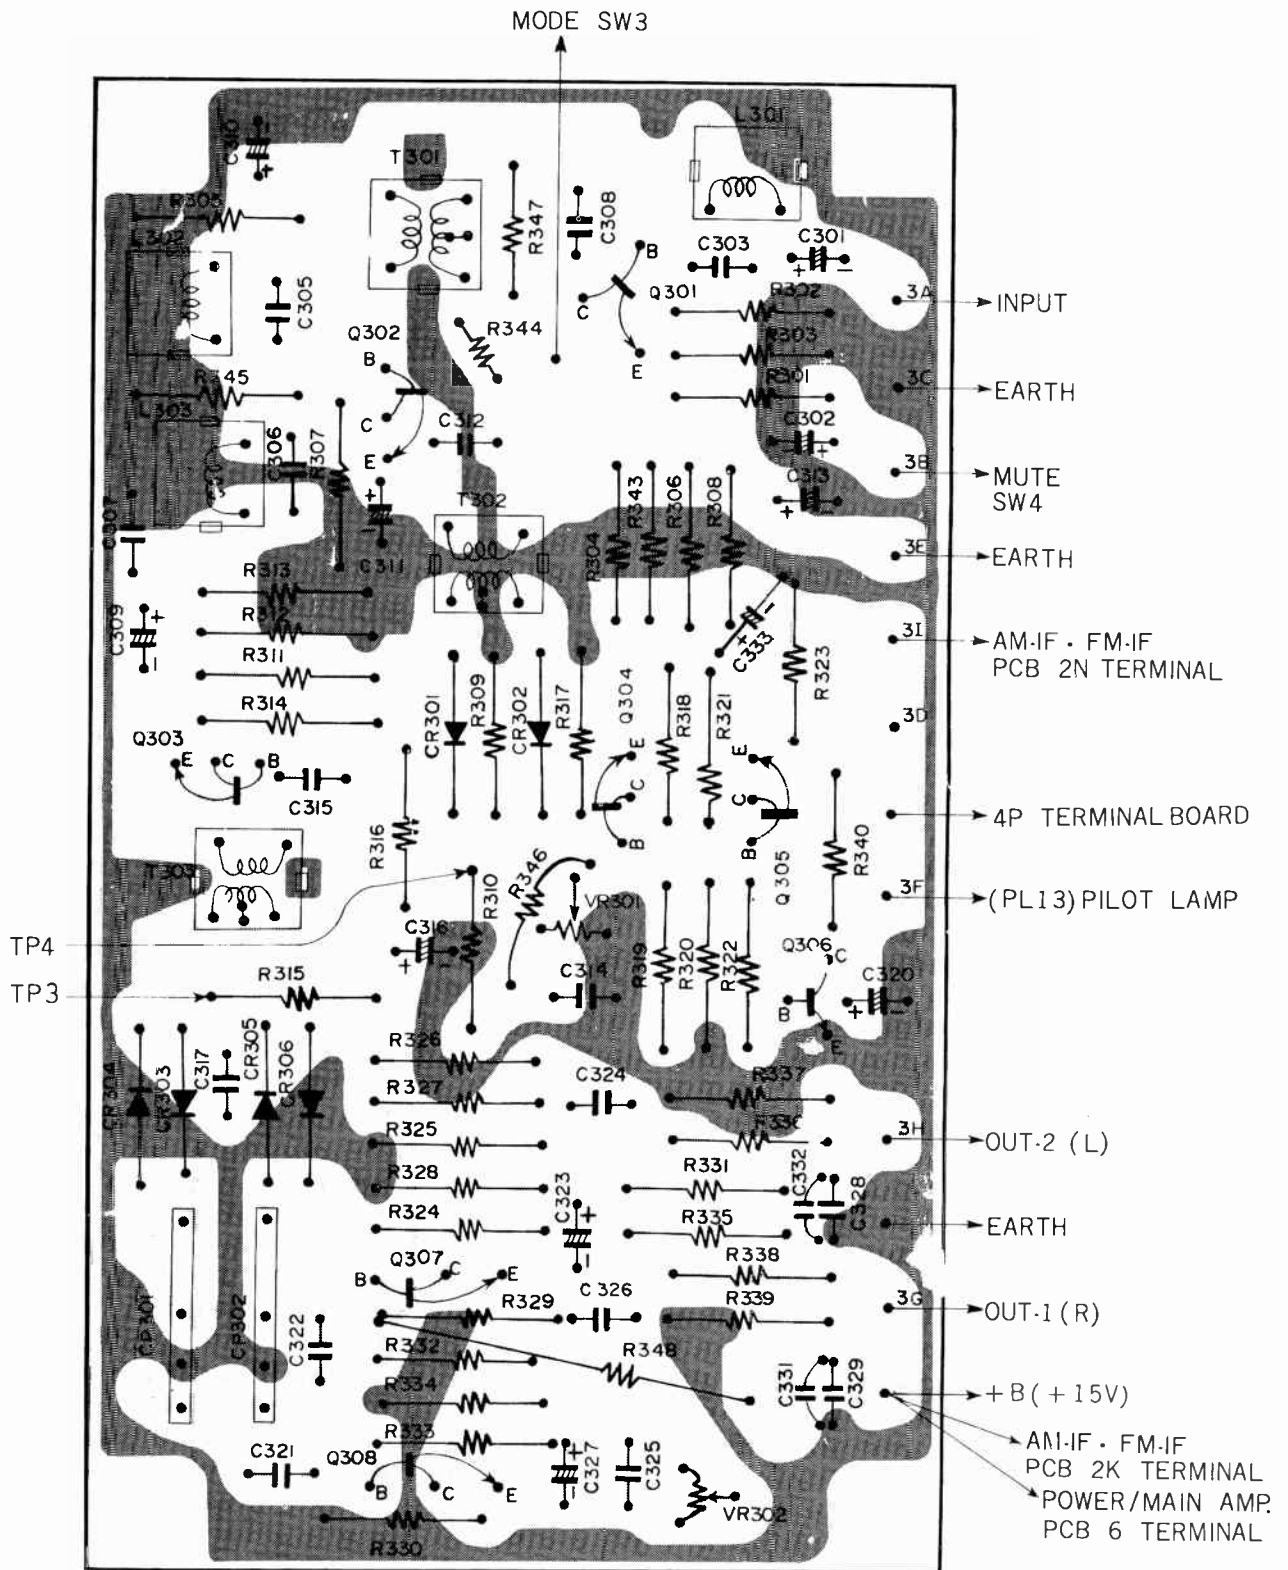 MODE SW3
L301
C310
T301
R305
R347
C308
L302
C303
C301
B
C305
Q301
R302
3A
INPUT
C
Q302
R344
R303
B
E
R345
R301
3C
EARTH
L303
C
C312
C302
C306
R307
E
3B
MUTE
SW4
T302
R343
R306
R308
C313
C307
R304
3E
EARTH
C311
R313
C309
R312
C333
3I
AM-IF · FM-IF
PCB 2N TERMINAL
R311
R323
R314
CR301
R309
CR302
R317
Q304
R318
R321
3D
Q303
E
C
B
E
E
C315
C
C
4P TERMINAL BOARD
R316
B
B
R340
T303
R346
Q305
R310
3F
(PL13) PILOT LAMP
VR301
C316
TP4
R319
R320
R322
Q306
C
C320
C314
R315
TP3
B
E
R326
CR304
CR303
C317
CR305
CR306
R327
C324
R337
R325
R336
3H
OUT-2 (L)
R328
R331
C332
C328
R324
C323
R335
EARTH
Q307
R338
B
C
E
3G
R329
C326
R339
OUT-1 (R)
CP301
CP302
C322
R332
R348
C331
C329
+B (+15V)
R334
R333
AM-IF · FM-IF
PCB 2K TERMINAL
C321
Q308
C327
C325
B
C
E
VR302
POWER/MAIN AMP.
PCB 6 TERMINAL
R330